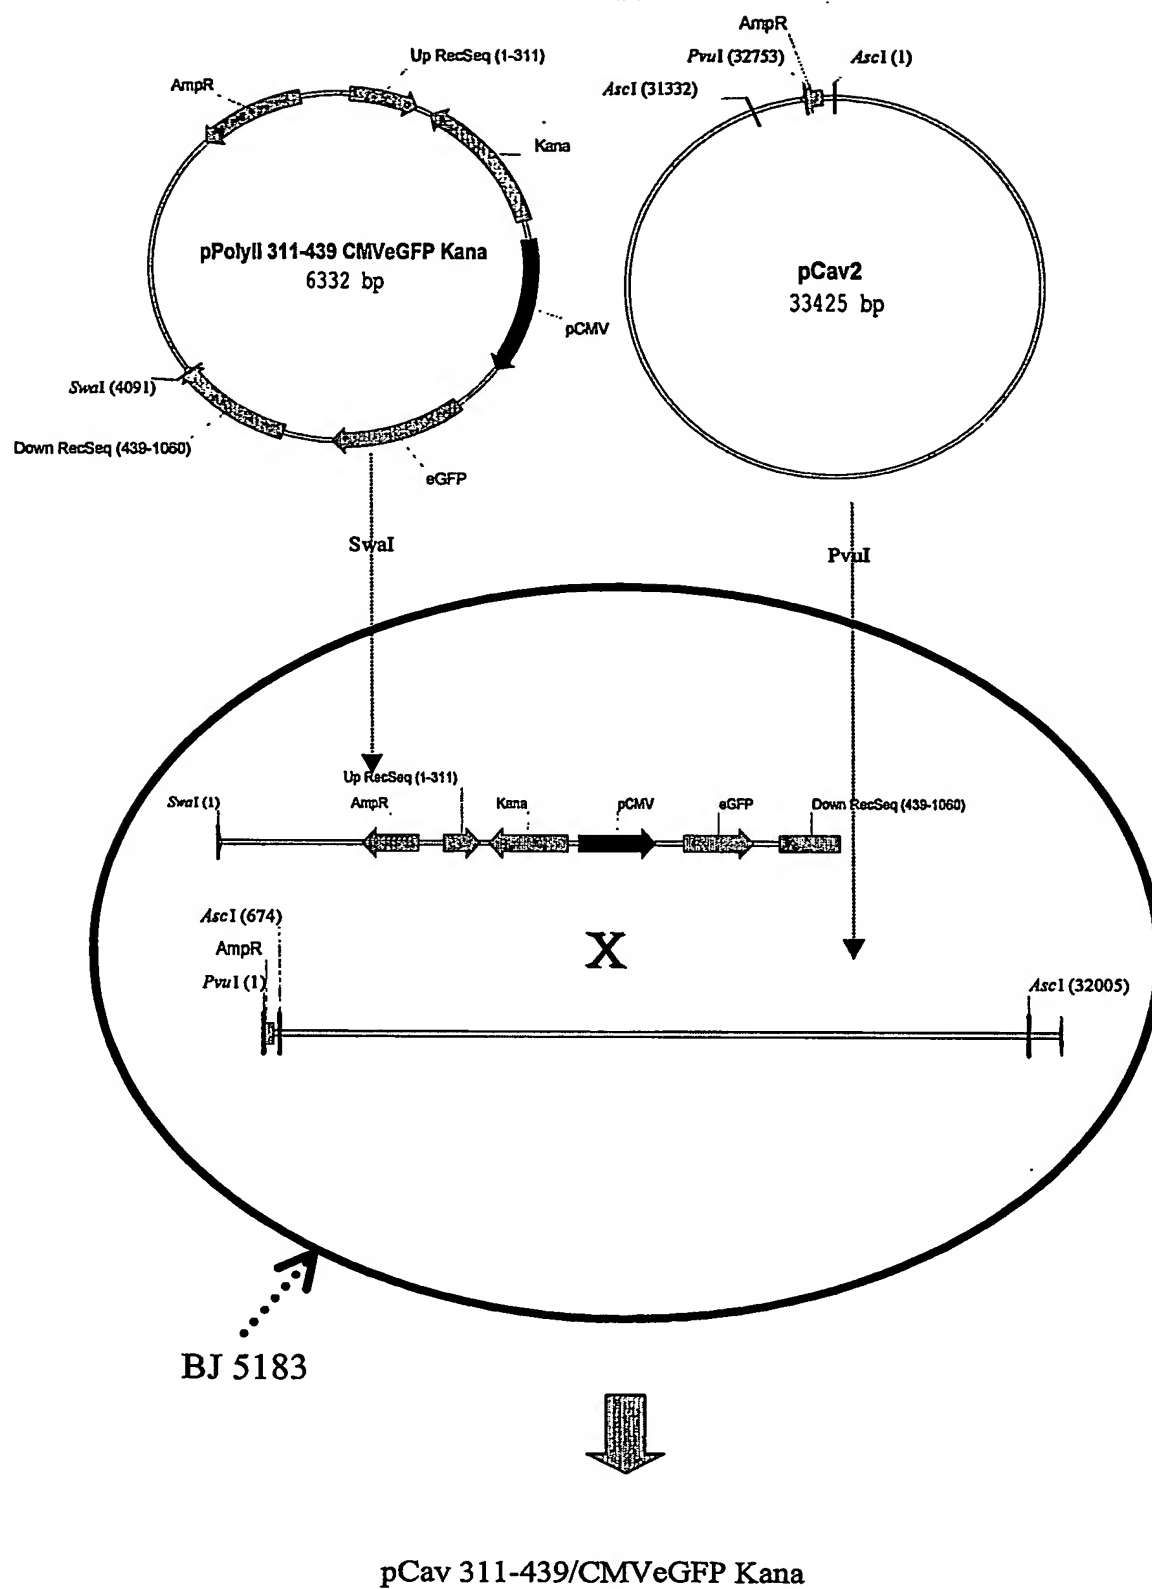 AmpR
Up RecSeq (1-311)
Kana
pPolyII 311-439 CMVeGFP Kana
6332 bp
pCMV
SwaI (4091)
Down RecSeq (439-1060)
eGFP
AmpR
PvuI (32753)
AscI (1)
AscI (31332)
pCav2
33425 bp
SwaI
PvuI
Up RecSeq (1-311)
SwaI (1)
AmpR
Kana
pCMV
eGFP
Down RecSeq (439-1060)
AscI (674)
AmpR
PvuI (1)
X
AscI (32005)
BJ 5183
pCav 311-439/CMVeGFP Kana